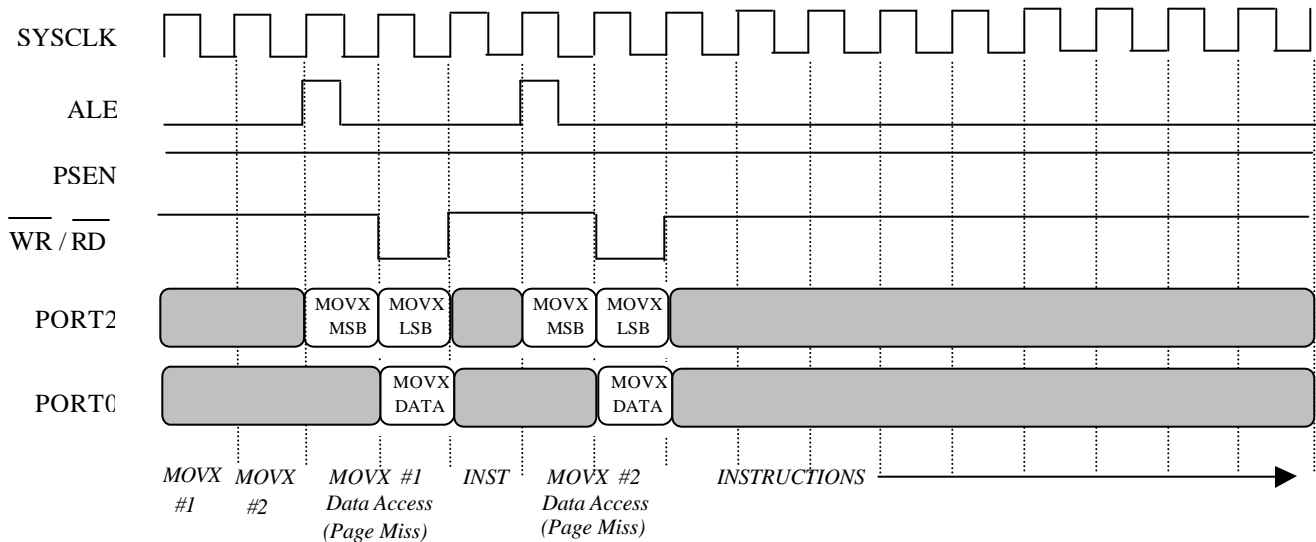 SYSCLK
ALE
PSEN
WR / RD
PORT2
MOVX MOVX MOVX MOVX
MSB LSB MSB LSB
PORT0
MOVX MOVX
DATA DATA
MOVX MOVX MOVX #1 INST MOVX #2 INSTRUCTIONS
#1 #2 Data Access Data Access
(Page Miss) (Page Miss)